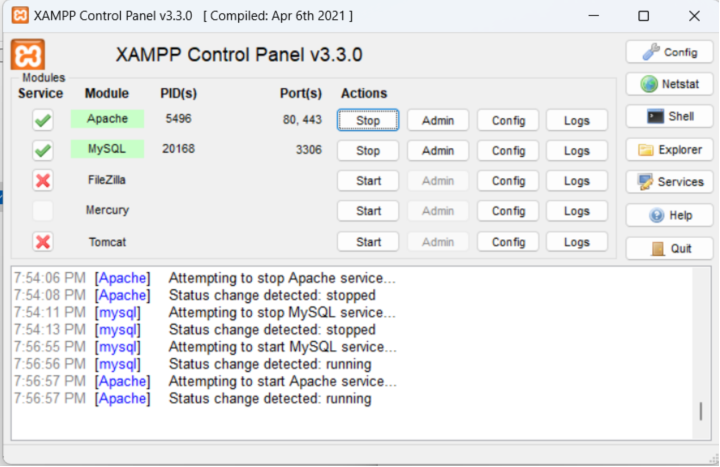 XAMPP Control Panel v3.3.0 [ Compiled: Apr 6th 2021 ]
XAMPP Control Panel v3.3.0
Config
Modules
Service Module PID(s) Port(s) Actions
Netstat
Apache 5496 80, 443 Stop Admin Config Logs
Shell
MySQL 20168 3306 Stop Admin Config Logs
Explorer
FileZilla Start Admin Config Logs
Services
Mercury Start Admin Config Logs
Help
Tomcat Start Admin Config Logs
Quit
7:54:06 PM [Apache] Attempting to stop Apache service...
7:54:08 PM [Apache] Status change detected: stopped
7:54:11 PM [mysql] Attempting to stop MySQL service...
7:54:13 PM [mysql] Status change detected: stopped
7:56:55 PM [mysql] Attempting to start MySQL service...
7:56:56 PM [mysql] Status change detected: running
7:56:57 PM [Apache] Attempting to start Apache service...
7:56:57 PM [Apache] Status change detected: running